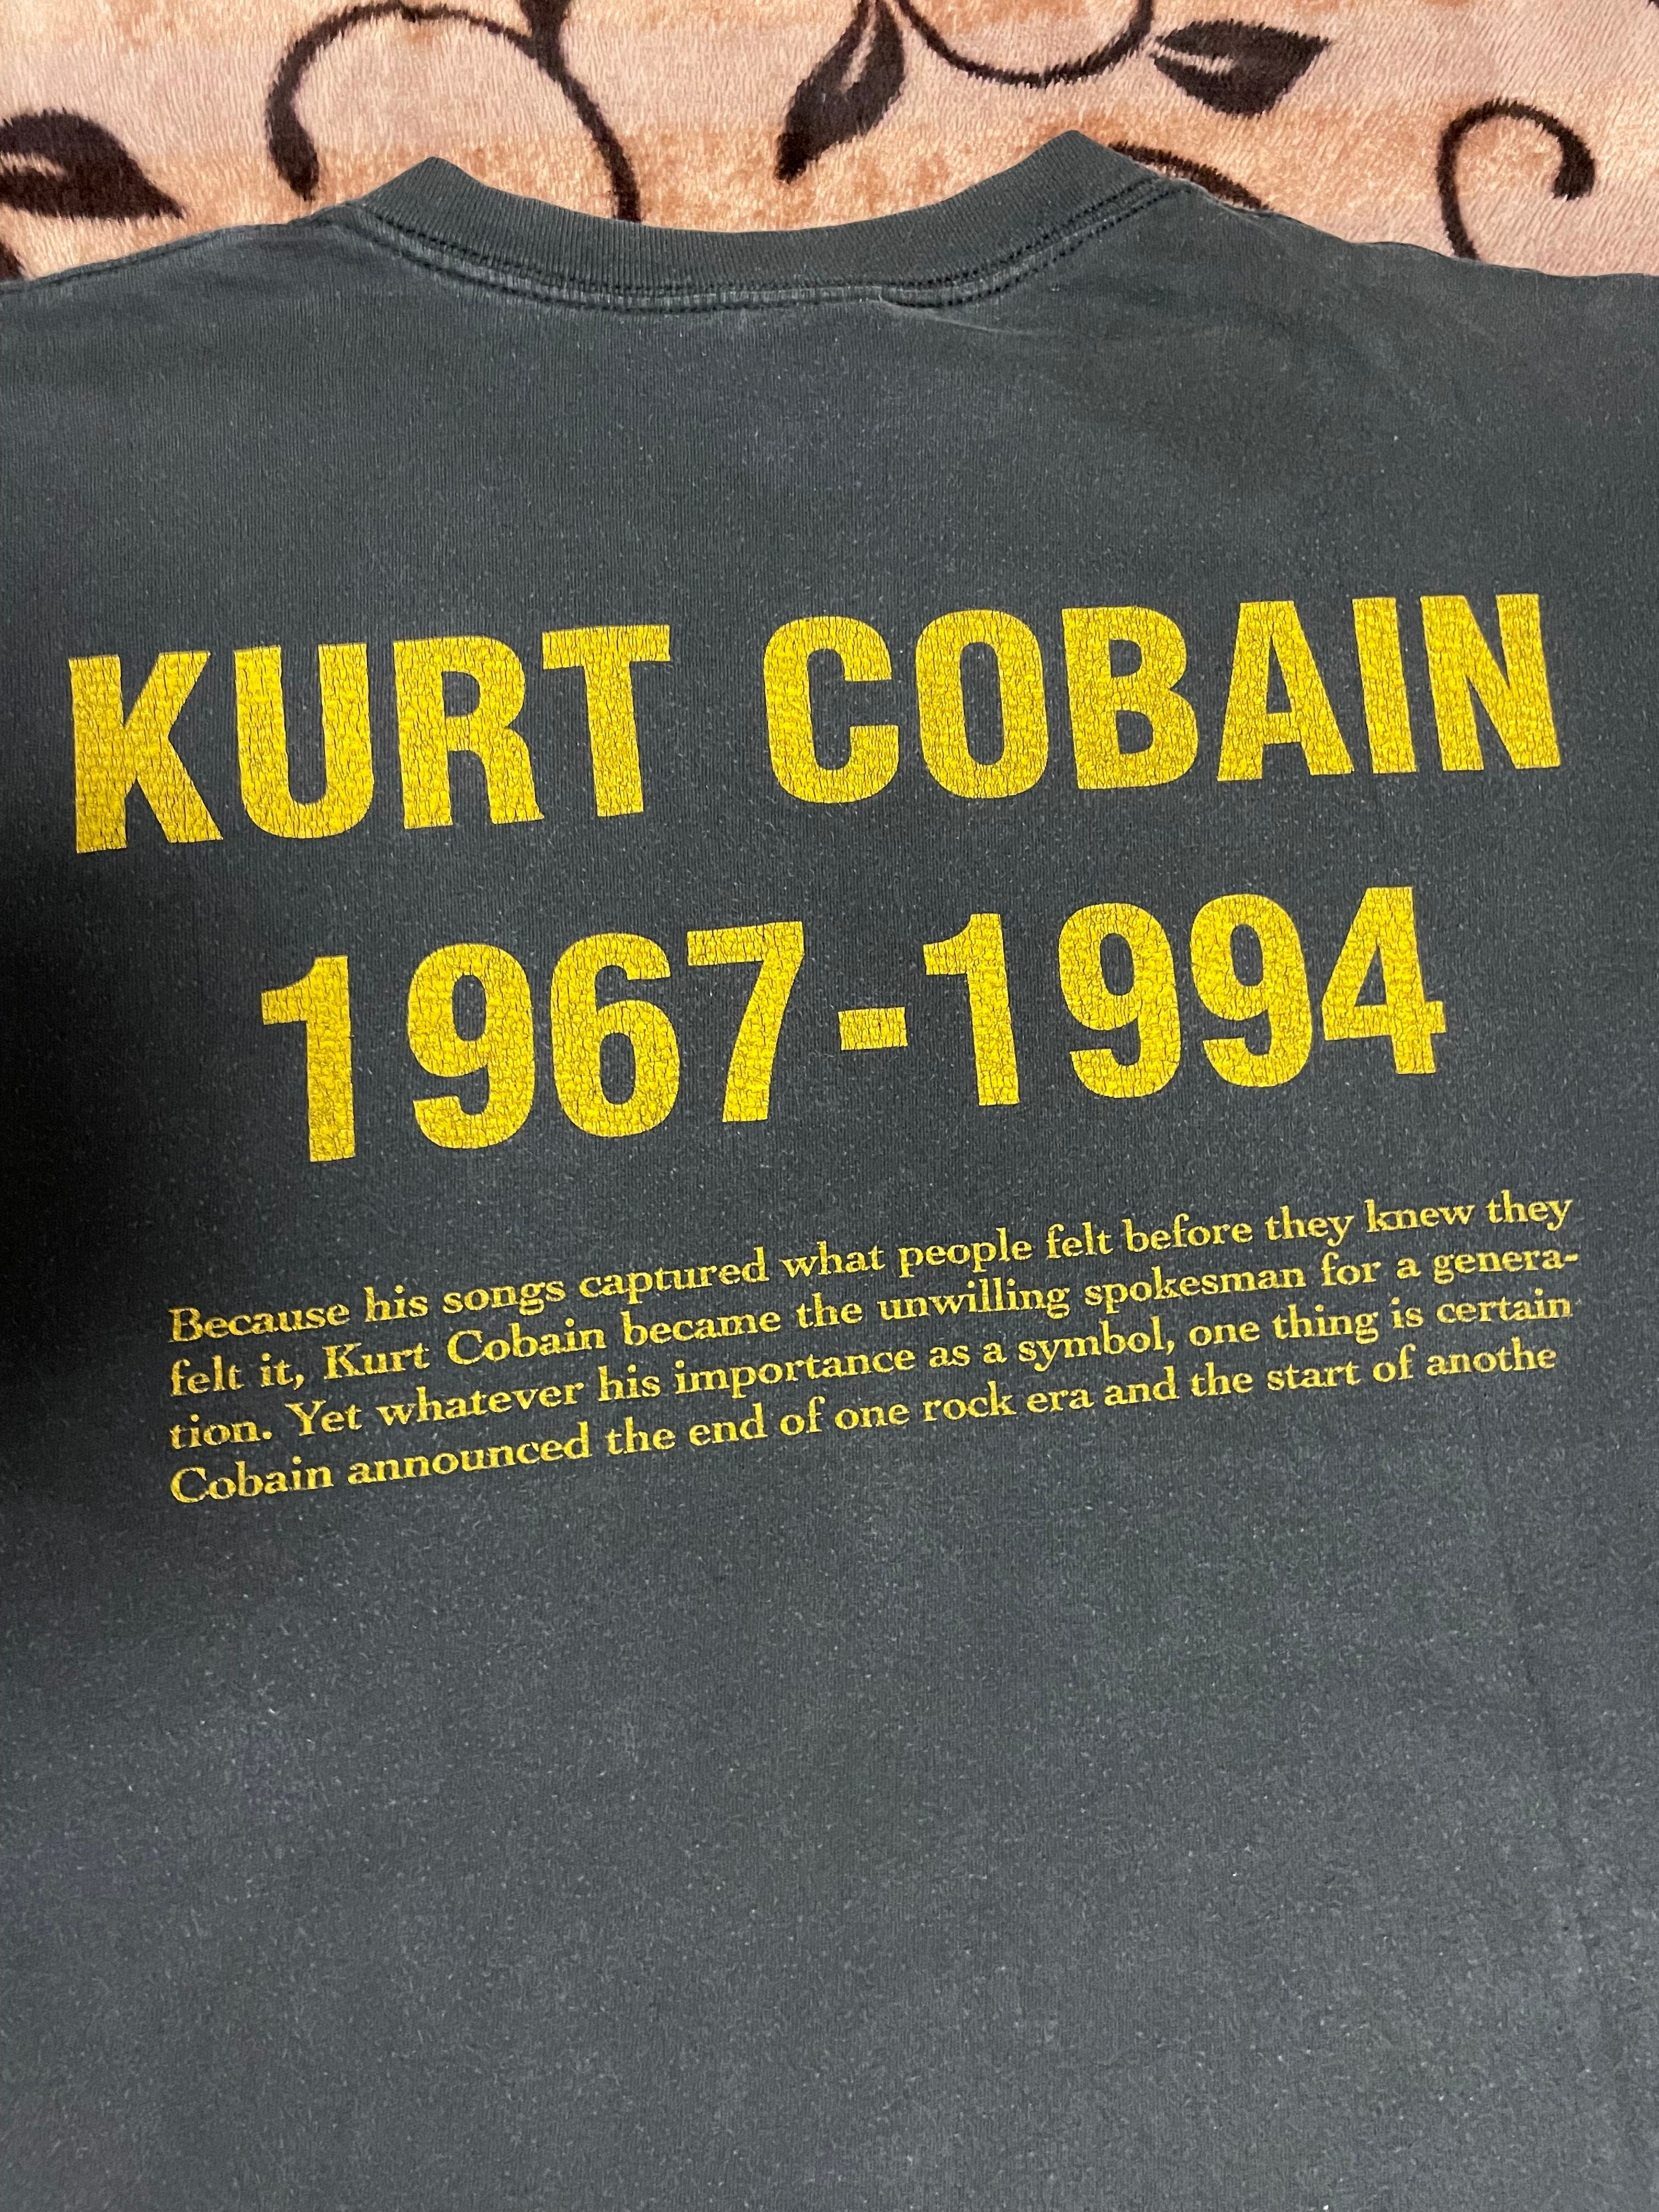 KURT COBAIN
1967-1994
Because his songs captured what people felt before they knew they
felt it, Kurt Cobain became the unwilling spokesman for a genera-
tion. Yet whatever his importance as a symbol, one thing is certain
Cobain announced the end of one rock era and the start of anothe